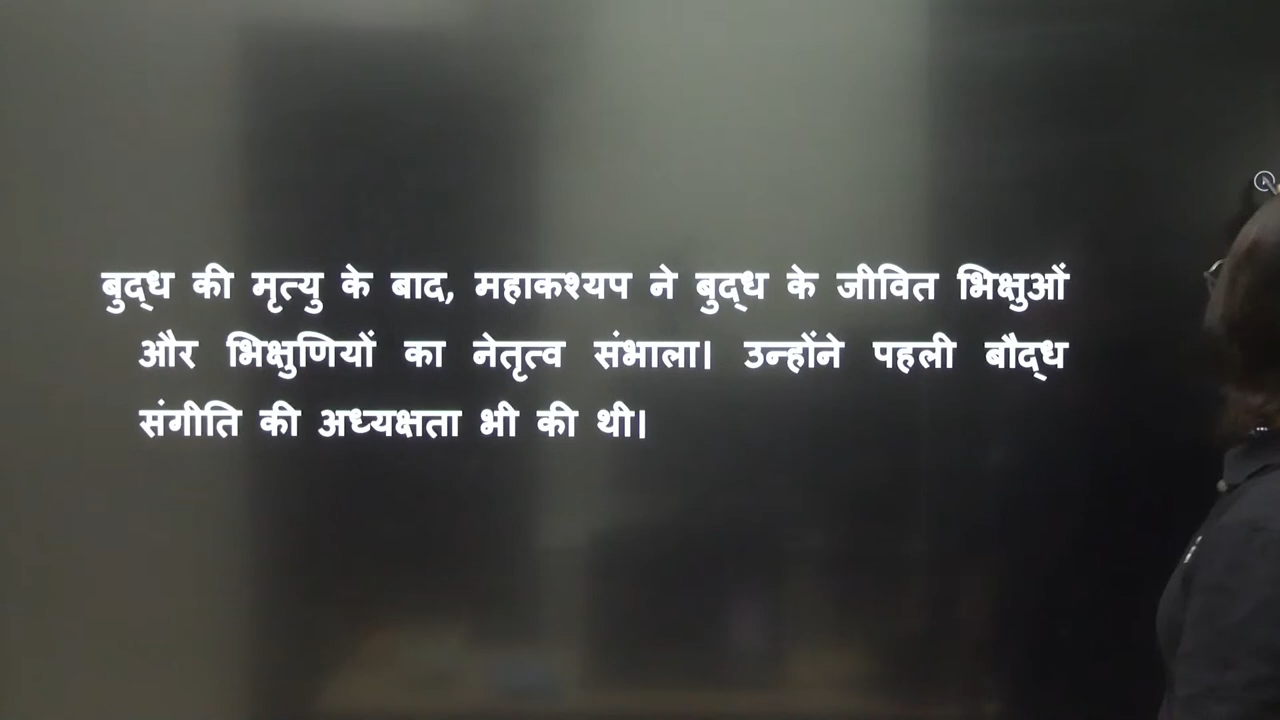 बुद्ध की मृत्यु के बाद, महाकश्यप ने बुद्ध के जीवित भिक्षुओं
और भिक्षुणियों का नेतृत्व संभाला। उन्होंने पहली बौद्ध
संगीति की अध्यक्षता भी की थी।